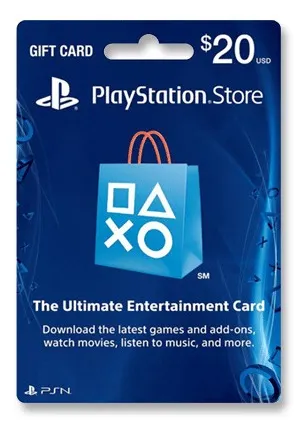 GIFT CARD
$20 USD
PlayStation.Store
SM
The Ultimate Entertainment Card
Download the latest games and add-ons,
watch movies, listen to music, and more.
PSN